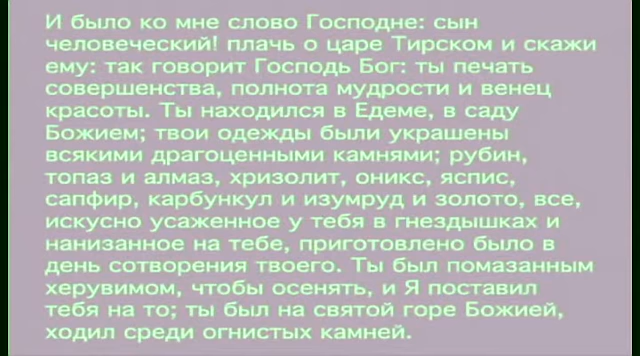 И было ко мне слово Господне: сын
человеческий! плачь о царе Тирском и скажи
ему: так говорит Господь Бог: ты печать
совершенства, полнота мудрости и венец
красоты. Ты находился в Едеме, в саду
Божием; твои одежды были украшены
всякими драгоценными камнями; рубин,
топаз и алмаз, хризолит, оникс, яспис,
сапфир, карбункул и изумруд и золото, все,
искусно усаженное у тебя в гнездышках и
нанизанное на тебе, приготовлено было в
день сотворения твоего. Ты был помазанным
херувимом, чтобы осенять, и Я поставил
тебя на то; ты был на святой горе Божией,
ходил среди огнистых камней.